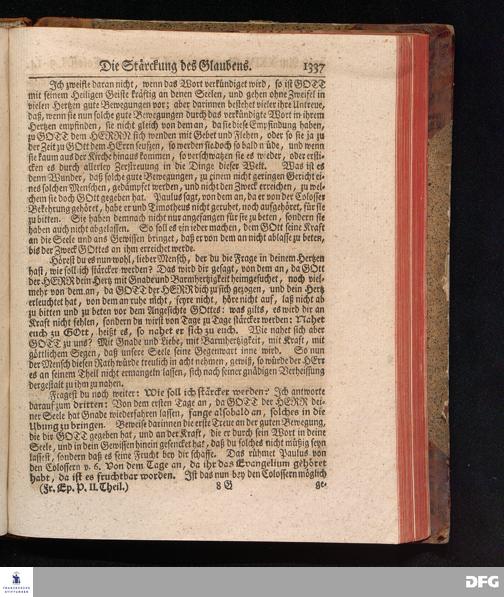 Die Stärckung des Glaubens. 1337
Ich zweifle daran nicht, wenn das Wort verkündiget wird, so ist GOTT
mit seinem Heiligen Geiste kräftig an denen Seelen, und gehen ohne Zweifel in
vielen Hertzen gute Bewegungen vor; aber darinnen bestehet vieler ihre Untreue,
daß, wenn sie nun solche gute Bewegungen durch das verkündigte Wort in ihrem
Hertzen empfinden, sie nicht gleich von dem an, da sie diese Empfindung haben,
zu GOTT dem HERRN sich wenden mit Gebet und Flehen, oder so sie ja zu
der Zeit zu GOtt dem HErrn seufzen, so werden sie doch so bald müde, und wenn
sie kaum aus der Kirche hinaus kommen, so verschwatzen sie es wieder, oder ersti-
cken es durch allerley Zerstreuung in die Dinge dieser Welt. Was ist es
denn Wunder, daß solche gute Bewegungen, zu einem nicht geringen Gericht ei-
nes solchen Menschen, gedämpfet werden, und nicht den Zweck erreichen, zu wel-
chem sie doch GOtt gegeben hat. Paulus sagt, von dem an, da er von der Colosser
Bekehrung gehöret, habe er und Timotheus nicht geruhet, noch aufgehöret, für sie
zu bitten. Sie haben demnach nicht nur angefangen für sie zu beten, sondern sie
haben auch nicht abgelassen. So soll es ein jeder machen, dem GOtt seine Kraft
an die Seele und ans Gewissen bringet, daß er von dem an nicht ablasse zu beten,
bis der Zweck GOttes an ihm erreichet werde.
Hörest du es nun wohl, lieber Mensch, der du die Frage in deinem Hertzen
hast, wie soll ich stärcker werden? Das wird dir gesagt, von dem an, da GOtt
der HERR dein Hertz mit Gnade und Barmhertzigkeit heimgesuchet, noch viel-
mehr von dem an, da GOTT der HERR dich zu sich gezogen, und dein Hertz
erleuchtet hat, von dem an ruhe nicht, feyre nicht, höre nicht auf, laß nicht ab
zu bitten und zu beten vor dem Angesichte GOttes: was gilts, es wird dir an
Kraft nicht fehlen, sondern du wirst von Tage zu Tage stärcker werden: Nahet
euch zu GOtt, heißt es, so nahet er sich zu euch. Wie nahet sich aber
GOTT zu uns? Mit Gnade und Liebe, mit Barmhertzigkeit, mit Kraft, mit
göttlichem Segen, daß unsere Seele seine Gegenwart inne wird. So nun
der Mensch diesen Rath würde treulich in acht nehmen, gewiß, so würde der HErr
es an seinem Theil nicht ermangeln lassen, sich nach seiner gnädigen Verheissung
dergestalt zu ihm zu nahen.
Fragest du noch weiter: Wie soll ich stärcker werden? Ich antworte
darauf zum dritten: Von dem ersten Tage an, da GOTT der HERR dei-
ner Seele hat Gnade wiederfahren lassen, fange alsobald an, solches in die
Ubung zu bringen. Beweise darinnen die erste Treue an der guten Bewegung,
die dir GOTT gegeben hat, und an der Kraft, die er durch sein Wort in deine
Seele, und in dein Gewissen hinein gesencket hat, daß du solches nicht müßig seyn
lassest, sondern daß es seine Frucht bey dir schaffe. Das rühmet Paulus von
den Colossern v. 6. Von dem Tage an, da ihr das Evangelium gehöret
habt, da ist es fruchtbar worden. Ist das nun bey den Colossern möglich
(Fr. Ep. P. II. Theil.) 8 G ge-
FRANCKESCHE
STIFTUNGEN
DFG